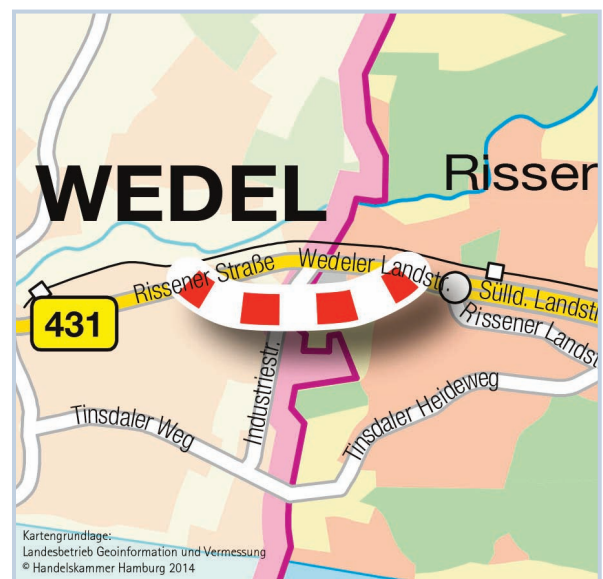 WEDEL
Rissen
Rissener Straße
Wedeler Landstr.
Sülld. Landstr
Rissener Landst
431
Industriestr.
Tinsdaler Weg
Tinsdaler Heideweg
Kartengrundlage:
Landesbetrieb Geoinformation und Vermessung
© Handelskammer Hamburg 2014